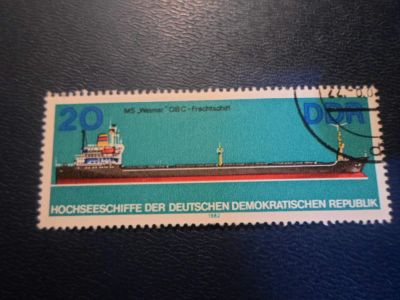 MS „Weimar" OBC-Frachtschiff
20
DDR
HOCHSEESCHIFFE DER DEUTSCHEN DEMOKRATISCHEN REPUBLIK
1982